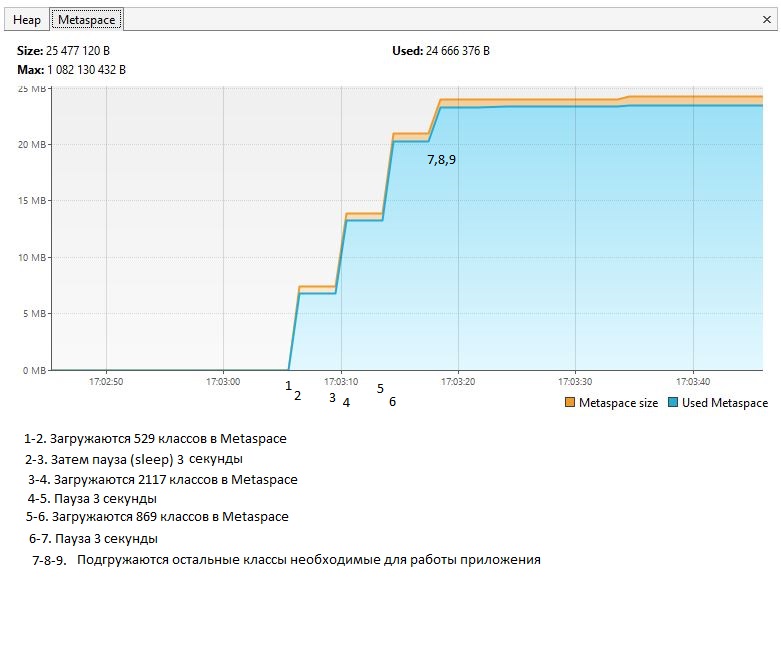 Heap Metaspace ×
Size: 25 477 120 B Used: 24 666 376 B
Max: 1 082 130 432 B
25 MB
20 MB
15 MB
10 MB
5 MB
0 MB
7,8,9
17:02:50 17:03:00 17:03:10 17:03:20 17:03:30 17:03:40
1 2 3 4 5 6
Metaspace size Used Metaspace
1-2. Загружаются 529 классов в Metaspace
2-3. Затем пауза (sleep) 3 секунды
3-4. Загружаются 2117 классов в Metaspace
4-5. Пауза 3 секунды
5-6. Загружаются 869 классов в Metaspace
6-7. Пауза 3 секунды
7-8-9. Подгружаются остальные классы необходимые для работы приложения